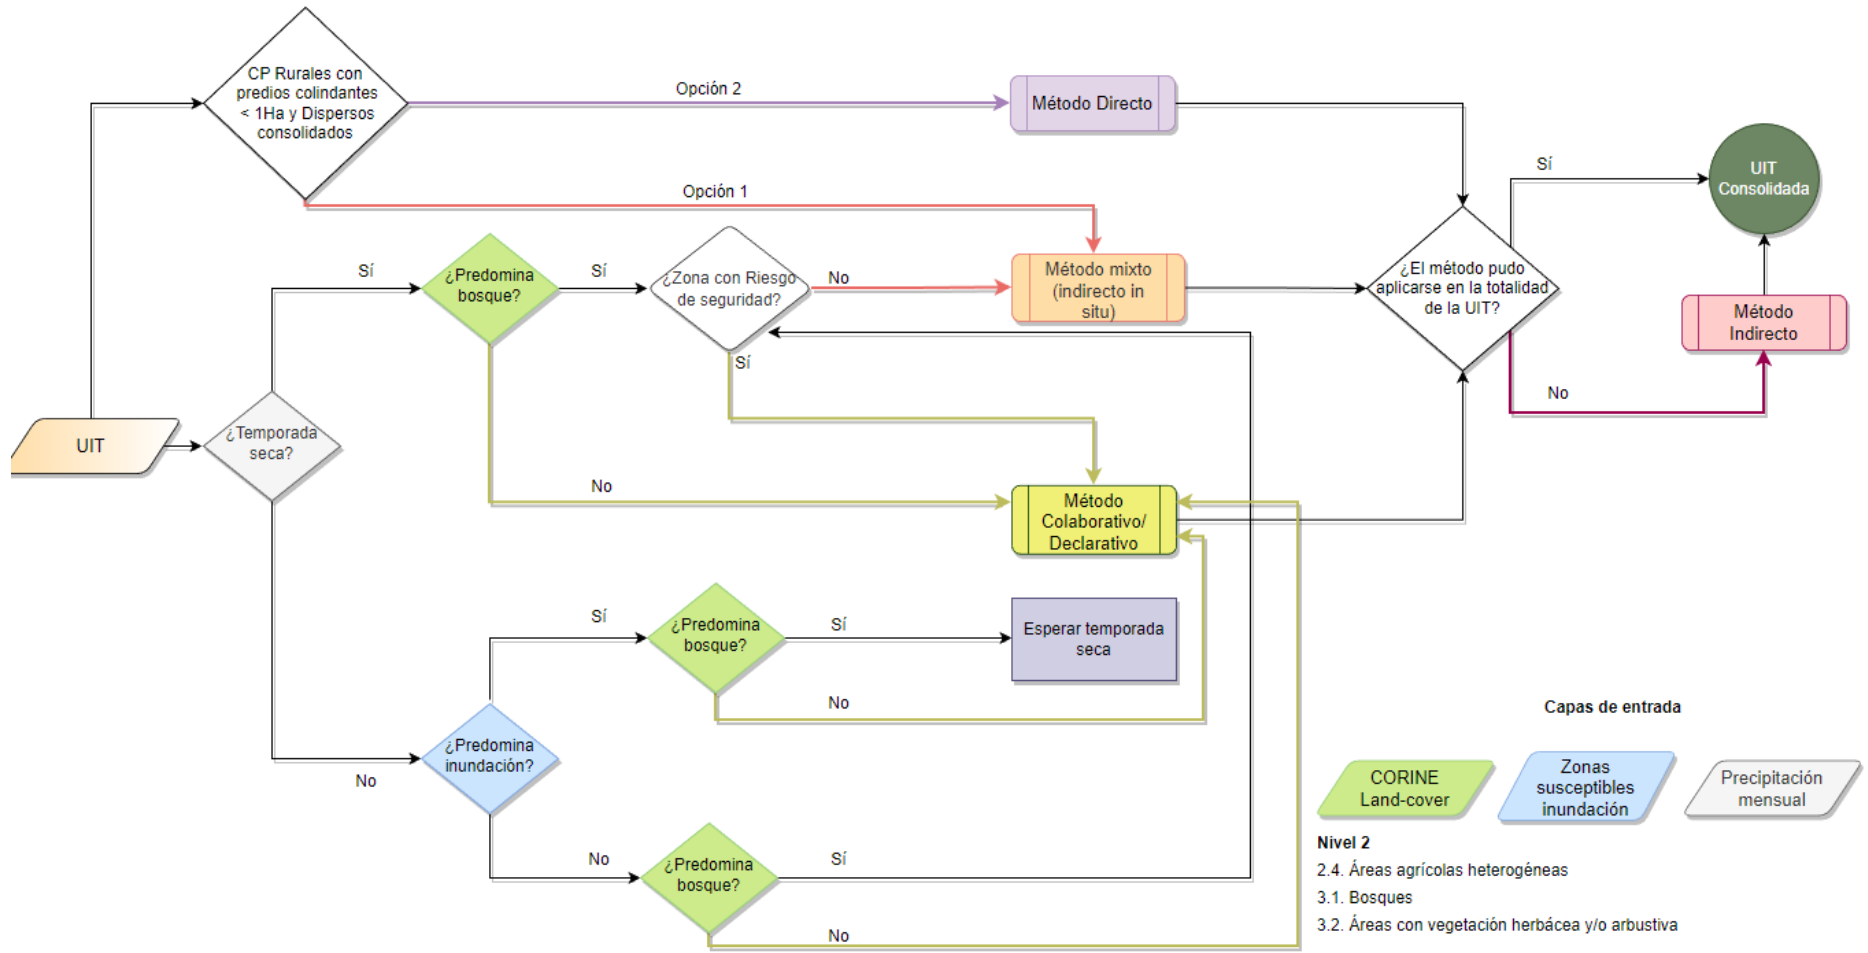 CP Rurales con
predios colindantes
< 1Ha y Dispersos
consolidados
Opción 2
Método Directo
Opción 1
Sí
UIT
Consolidada
Sí
¿Predomina
bosque?
Sí
¿Zona con Riesgo
de seguridad?
No
Método mixto
(indirecto in
situ)
¿El método pudo
aplicarse en la totalidad
de la UIT?
Método
Indirecto
Sí
No
UIT
¿Temporada
seca?
No
Método
Colaborativo/
Declarativo
Sí
¿Predomina
bosque?
Sí
Esperar temporada
seca
No
¿Predomina
inundación?
No
No
¿Predomina
bosque?
Sí
No
Capas de entrada
CORINE
Land-cover
Zonas
susceptibles
inundación
Precipitación
mensual
Nivel 2
2.4. Áreas agrícolas heterogéneas
3.1. Bosques
3.2. Áreas con vegetación herbácea y/o arbustiva